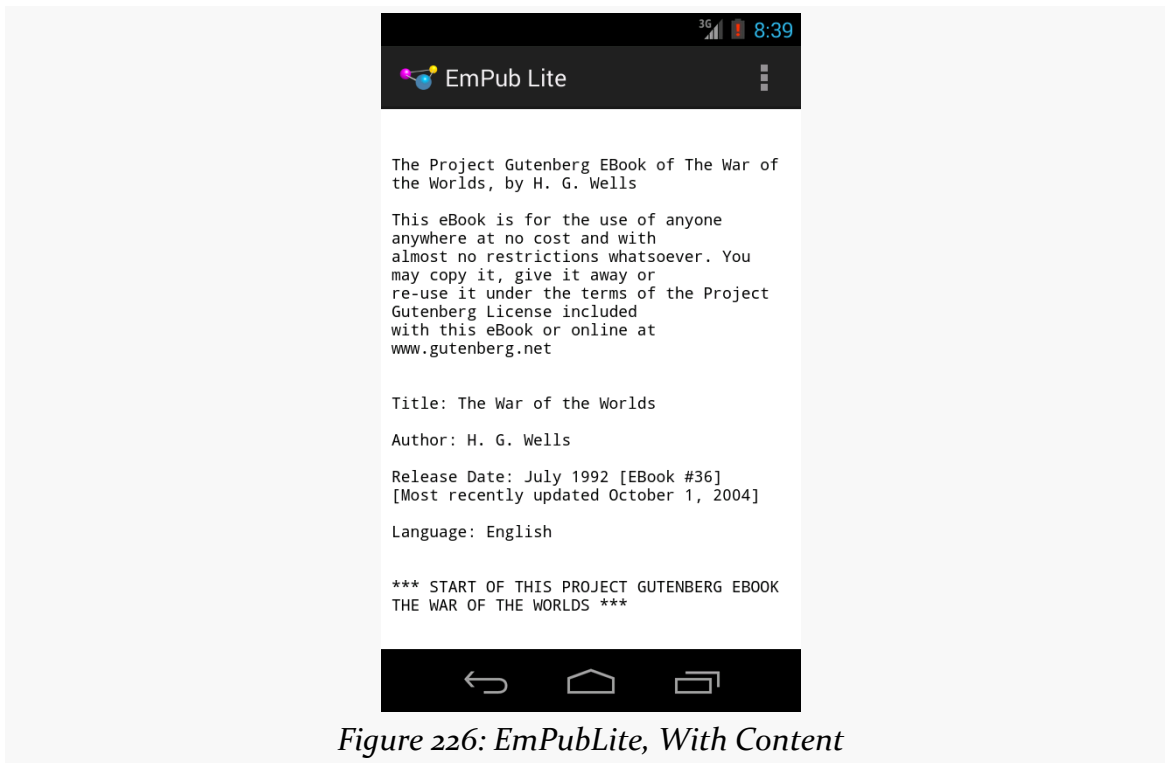 3G
8:39
EmPub Lite
The Project Gutenberg EBook of The War of
the Worlds, by H. G. Wells
This eBook is for the use of anyone
anywhere at no cost and with
almost no restrictions whatsoever. You
may copy it, give it away or
re-use it under the terms of the Project
Gutenberg License included
with this eBook or online at
www.gutenberg.net
Title: The War of the Worlds
Author: H. G. Wells
Release Date: July 1992 [EBook #36]
[Most recently updated October 1, 2004]
Language: English
*** START OF THIS PROJECT GUTENBERG EBOOK
THE WAR OF THE WORLDS ***
Figure 226: EmPubLite, With Content